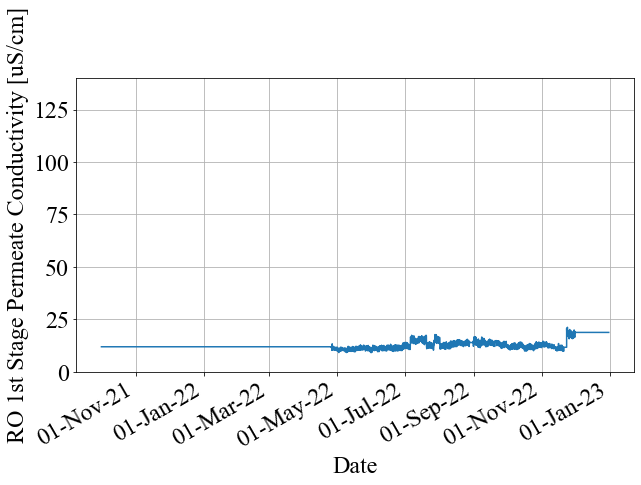 RO 1st Stage Permeate Conductivity [uS/cm]
125
100
75
50
25
0
01-Nov-21
01-Jan-22
01-Mar-22
01-May-22
01-Jul-22
01-Sep-22
01-Nov-22
01-Jan-23
Date